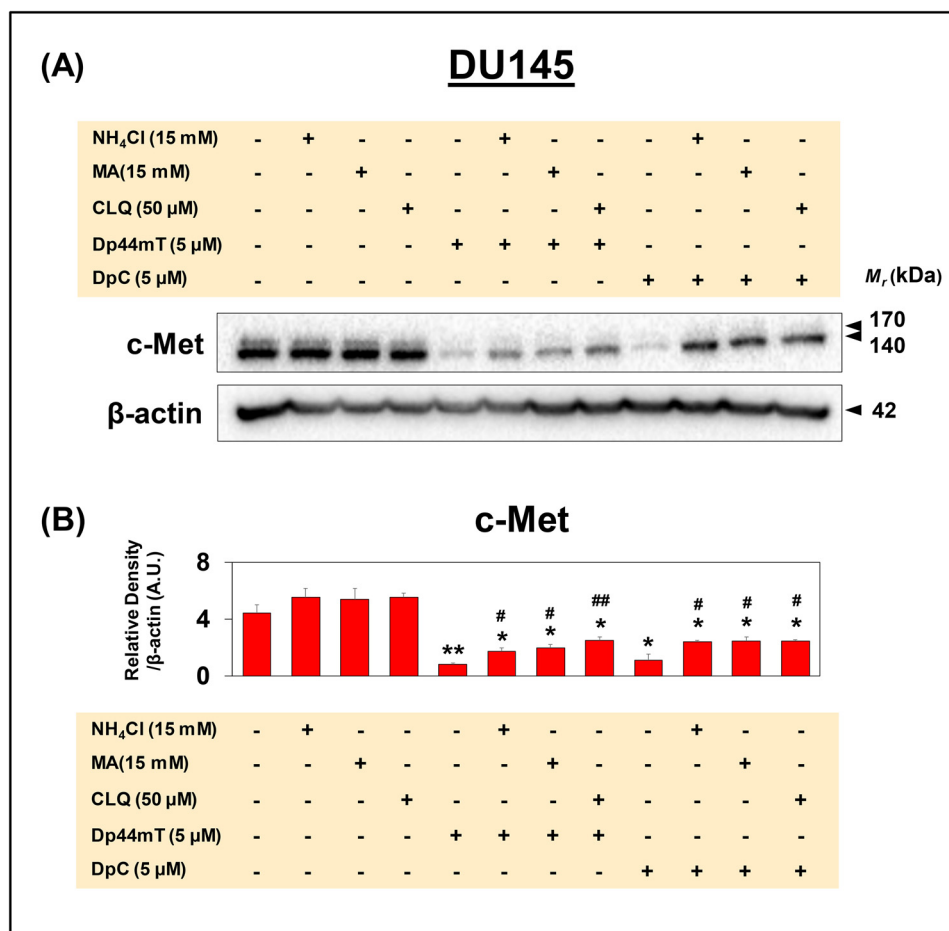 (A)
DU145
NH₄Cl (15 mM) - + - - - + - - - + - -
MA(15 mM) - - + - - - + - - - + -
CLQ (50 µM) - - - + - - - + - - - +
Dp44mT (5 µM) - - - - + + + + - - - -
DpC (5 µM) - - - - - - - - + + + +
Mr (kDa)
c-Met
170
140
β-actin
42
(B)
c-Met
Relative Density
/β-actin (A.U.)
8
4
0
# # ## # # #
** * * * * * * *
NH₄Cl (15 mM) - + - - - + - - - + - -
MA(15 mM) - - + - - - + - - - + -
CLQ (50 µM) - - - + - - - + - - - +
Dp44mT (5 µM) - - - - + + + + - - - -
DpC (5 µM) - - - - - - - - + + + +